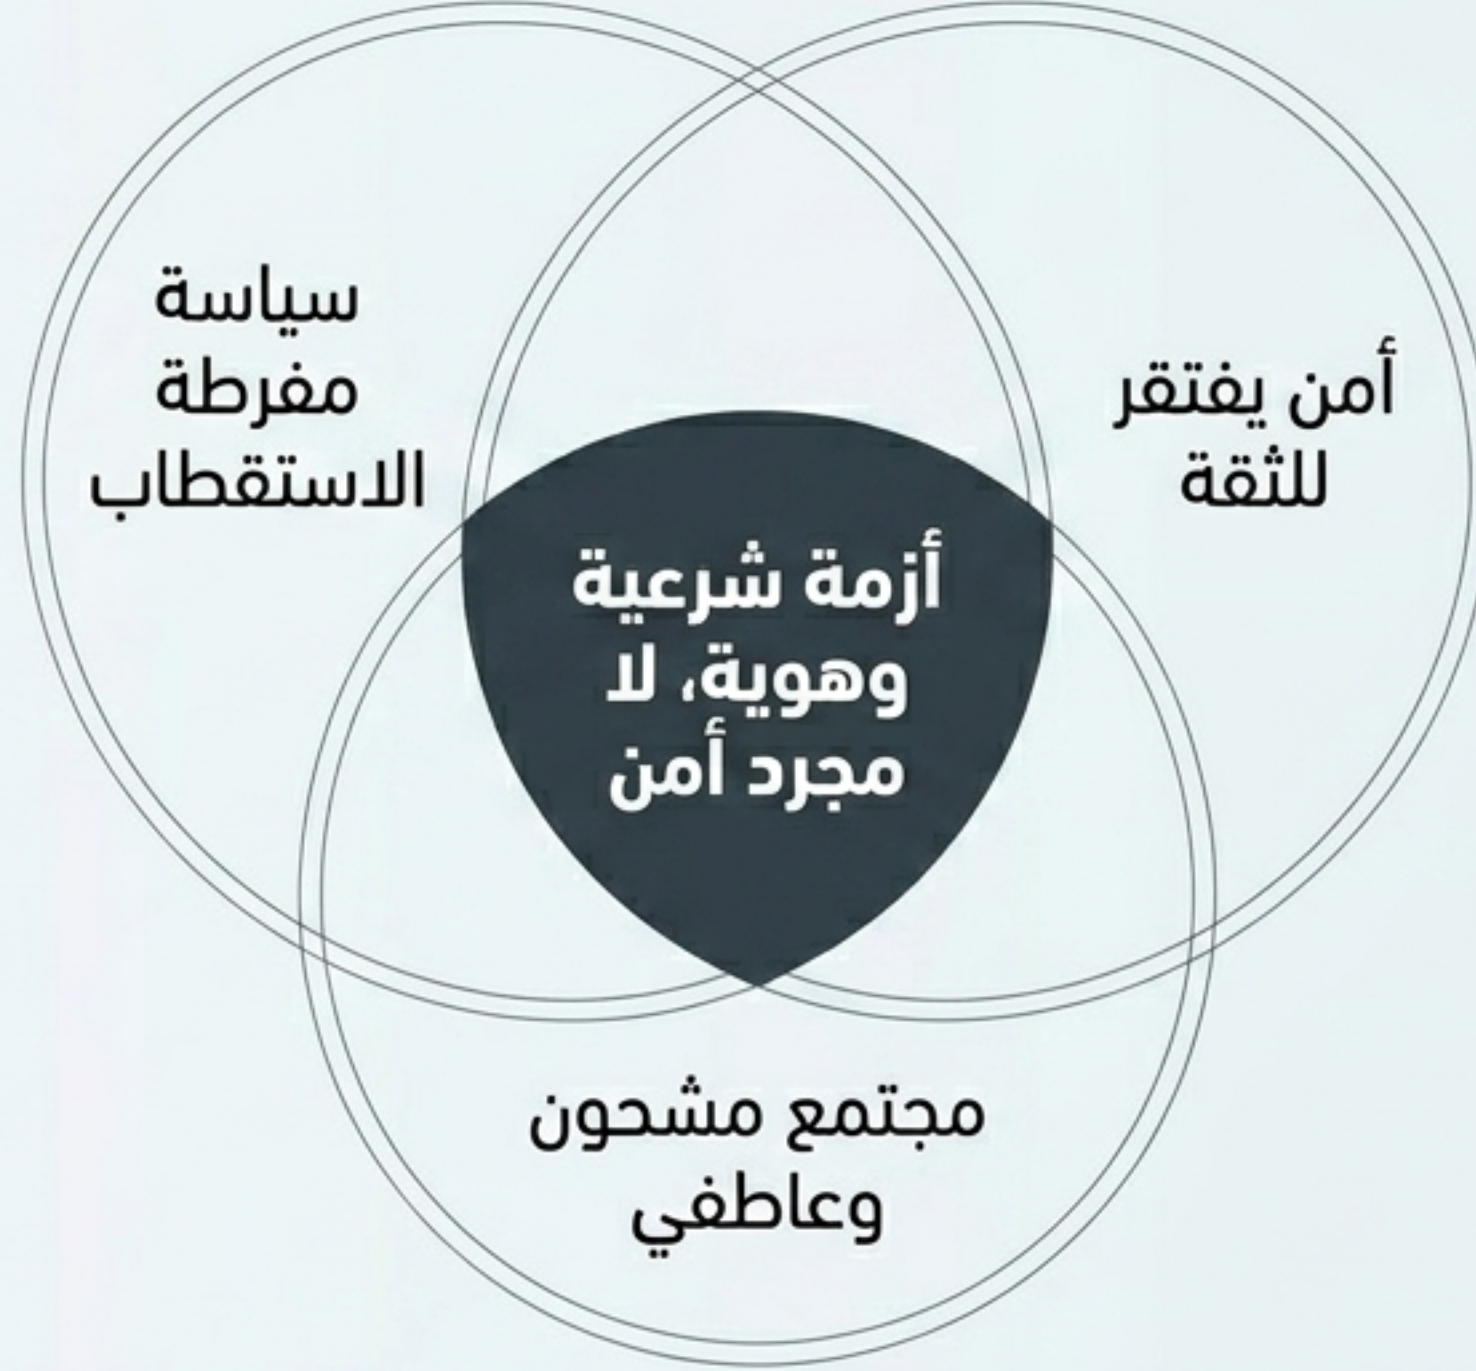 سياسة
مفرطة
الاستقطاب
أمن يفتقر
للثقة
أزمة شرعية
وهوية، لا
مجرد أمن
مجتمع مشحون
وعاطفي